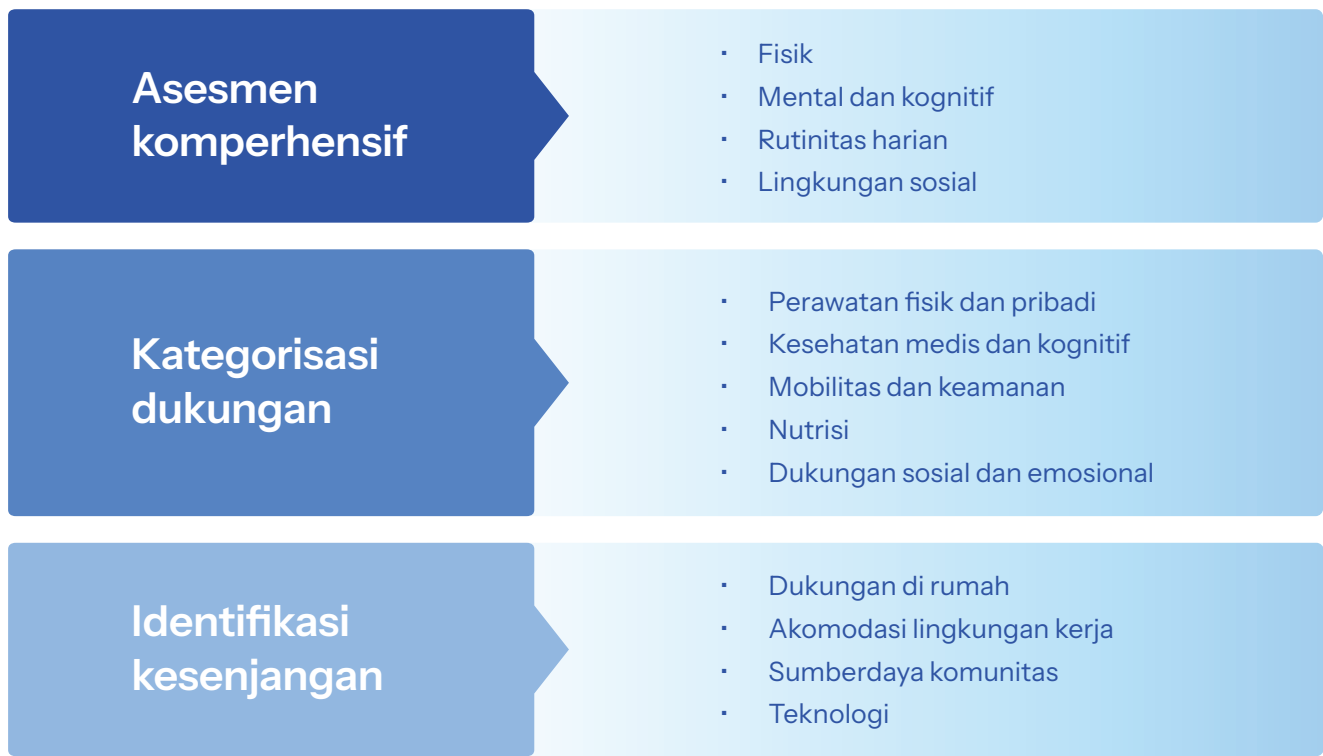 Asesmen
komperhensif
· Fisik
· Mental dan kognitif
· Rutinitas harian
· Lingkungan sosial
Kategorisasi
dukungan
· Perawatan fisik dan pribadi
· Kesehatan medis dan kognitif
· Mobilitas dan keamanan
· Nutrisi
· Dukungan sosial dan emosional
Identifikasi
kesenjangan
· Dukungan di rumah
· Akomodasi lingkungan kerja
· Sumberdaya komunitas
· Teknologi